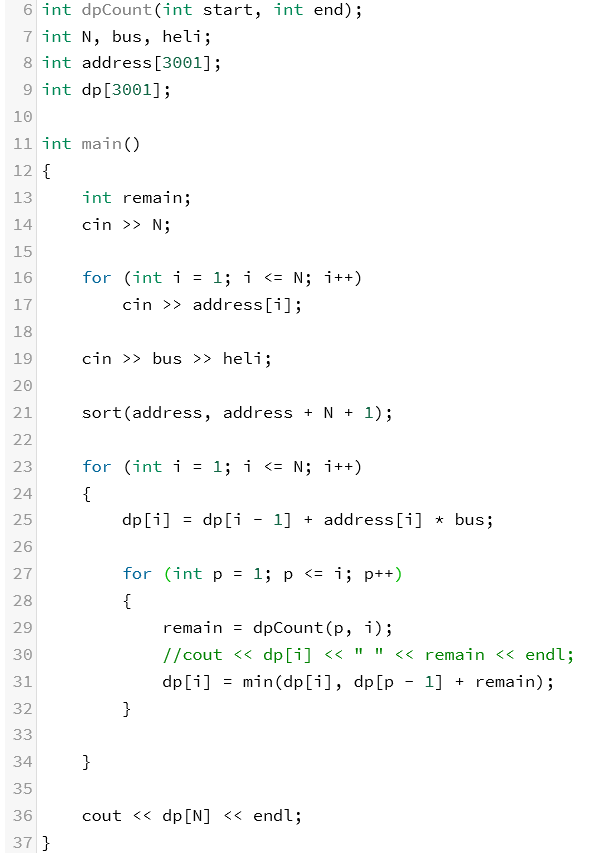 6 int dpCount(int start, int end);
7 int N, bus, heli;
8 int address[3001];
9 int dp[3001];
10
11 int main()
12 {
13     int remain;
14     cin >> N;
15
16     for (int i = 1; i <= N; i++)
17         cin >> address[i];
18
19     cin >> bus >> heli;
20
21     sort(address, address + N + 1);
22
23     for (int i = 1; i <= N; i++)
24     {
25         dp[i] = dp[i - 1] + address[i] * bus;
26
27         for (int p = 1; p <= i; p++)
28         {
29             remain = dpCount(p, i);
30             //cout << dp[i] << " " << remain << endl;
31             dp[i] = min(dp[i], dp[p - 1] + remain);
32         }
33
34     }
35
36     cout << dp[N] << endl;
37 }